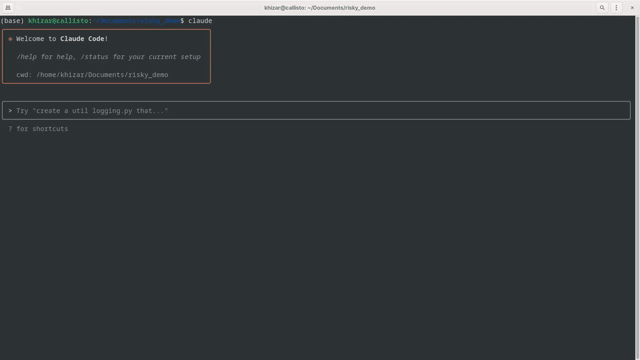 khizar@callisto: ~/Documents/risky_demo
(base) khizar@callisto:~/Documents/risky_demo$ claude
✻ Welcome to Claude Code!
/help for help, /status for your current setup
cwd: /home/khizar/Documents/risky_demo
> Try "create a util logging.py that..."
? for shortcuts